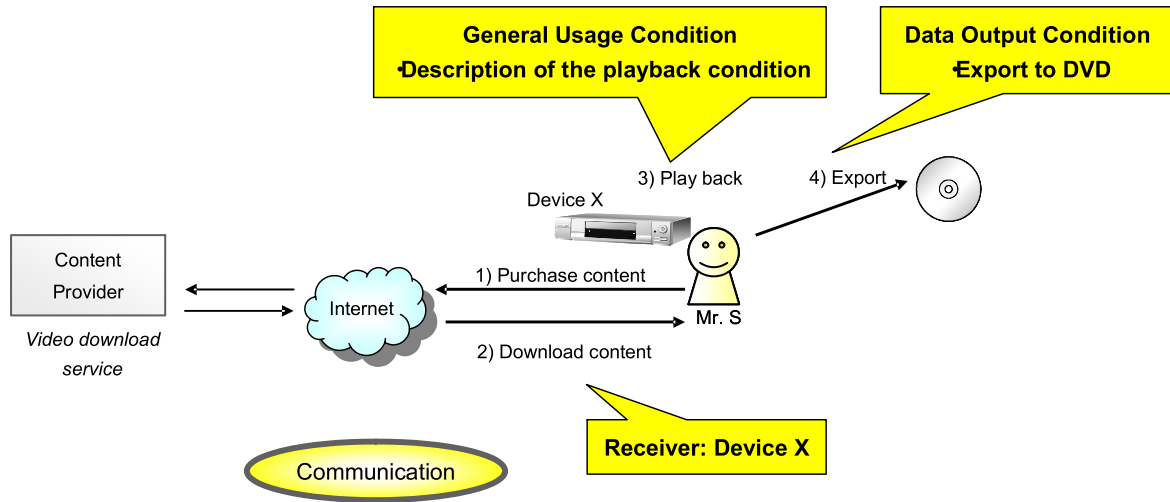 General Usage Condition
•Description of the playback condition
Data Output Condition
•Export to DVD
3) Play back
4) Export
Device X
Content
Provider
1) Purchase content
Internet
Mr. S
Video download
service
2) Download content
Receiver: Device X
Communication